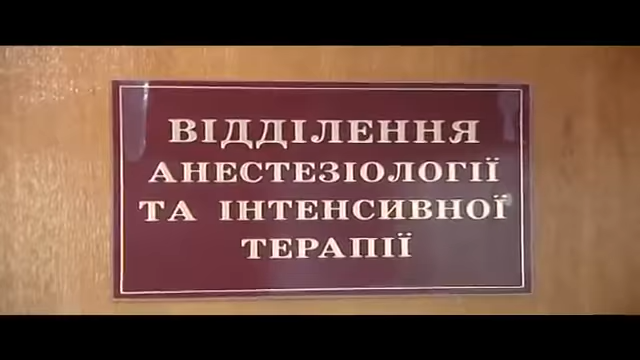 ВІДДІЛЕННЯ
АНЕСТЕЗІОЛОГІЇ
ТА ІНТЕНСИВНОЇ
ТЕРАПІЇ